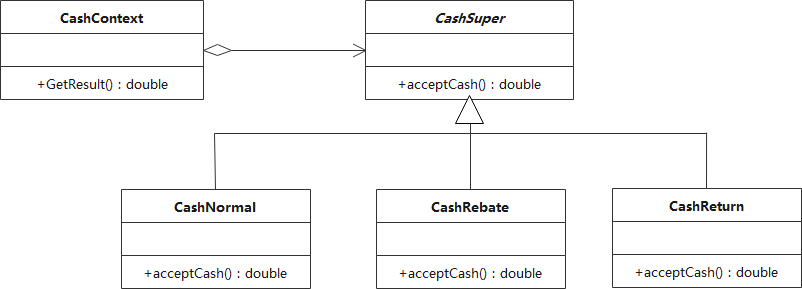 CashContext
+GetResult() : double
CashSuper
+acceptCash() : double
CashNormal
+acceptCash() : double
CashRebate
+acceptCash() : double
CashReturn
+acceptCash() : double